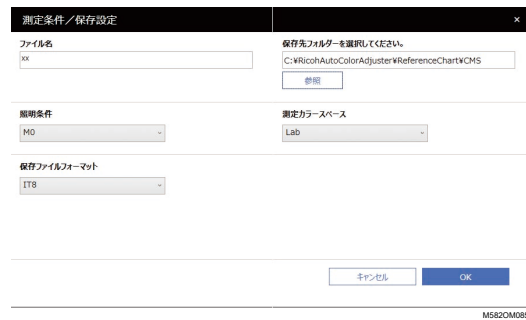 測定条件／保存設定
×
ファイル名
xx
保存先フォルダーを選択してください。
C:¥RicohAutoColorAdjuster¥ReferenceChart¥CMS
参照
照明条件
M0
測定カラースペース
Lab
保存ファイルフォーマット
IT8
キャンセル
OK
M582OM085